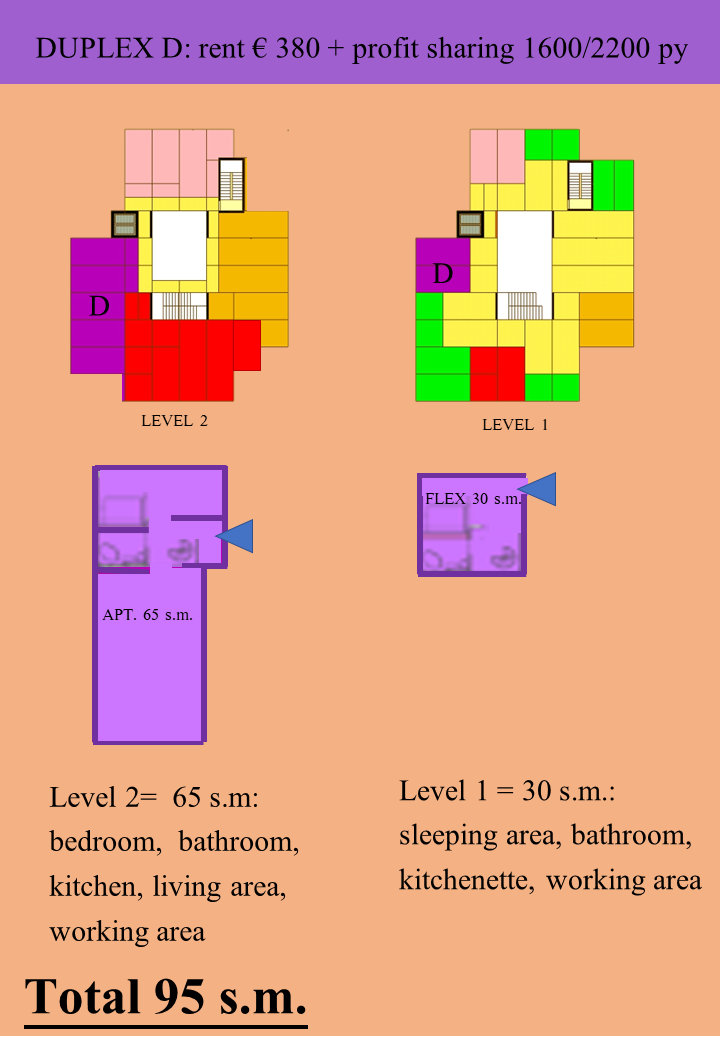 DUPLEX D: rent € 380 + profit sharing 1600/2200 py
D
D
LEVEL 2
LEVEL 1
FLEX 30 s.m.
APT. 65 s.m.
Level 2= 65 s.m:
bedroom, bathroom,
kitchen, living area,
working area
Level 1 = 30 s.m.:
sleeping area, bathroom,
kitchenette, working area
Total 95 s.m.